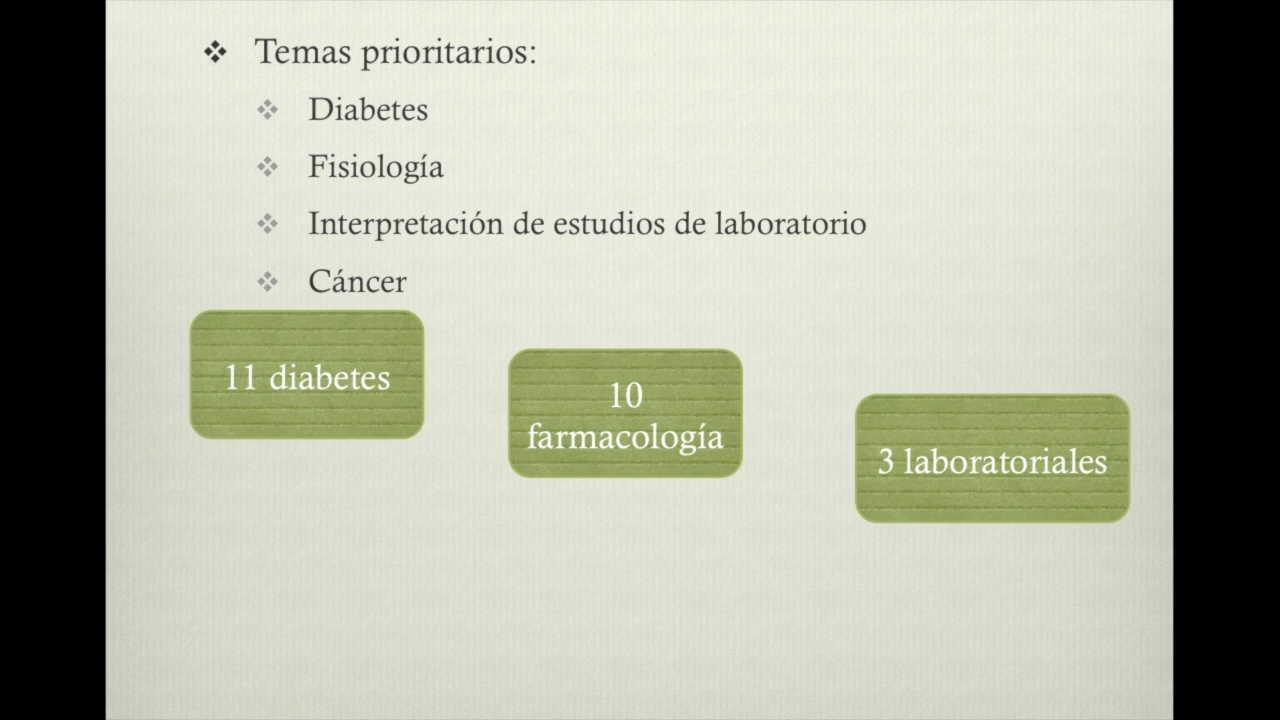 Temas prioritarios:
Diabetes
Fisiología
Interpretación de estudios de laboratorio
Cáncer
11 diabetes
10
farmacología
3 laboratoriales